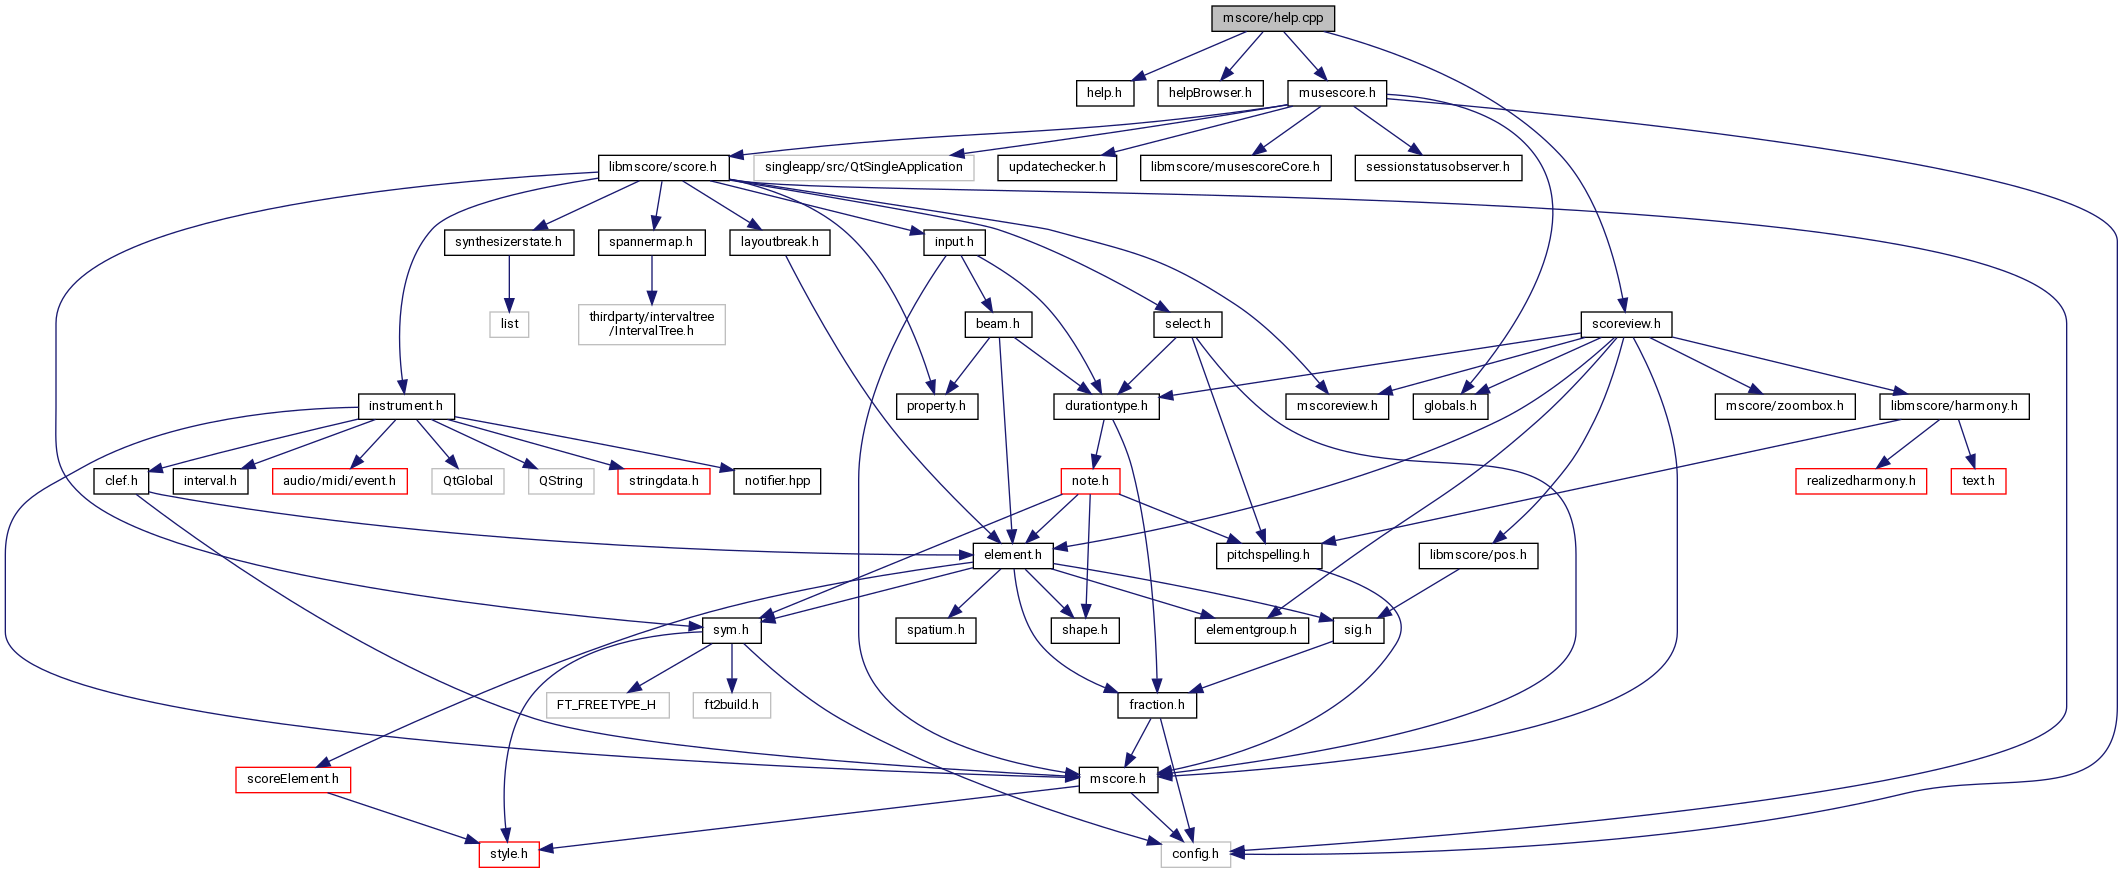 mscore/help.cpp
help.h
helpBrowser.h
musescore.h
libmscore/score.h
singleapp/src/QtSingleApplication
updatechecker.h
libmscore/musescoreCore.h
sessionstatusobserver.h
synthesizerstate.h
spannermap.h
layoutbreak.h
input.h
list
thirdparty/intervaltree
/IntervalTree.h
beam.h
select.h
scoreview.h
instrument.h
property.h
durationtype.h
mscoreview.h
globals.h
mscore/zoombox.h
libmscore/harmony.h
clef.h
interval.h
audio/midi/event.h
QtGlobal
QString
stringdata.h
notifier.hpp
note.h
realizedharmony.h
text.h
element.h
pitchspelling.h
libmscore/pos.h
sym.h
spatium.h
shape.h
elementgroup.h
sig.h
FT_FREETYPE_H
ft2build.h
fraction.h
scoreElement.h
mscore.h
style.h
config.h